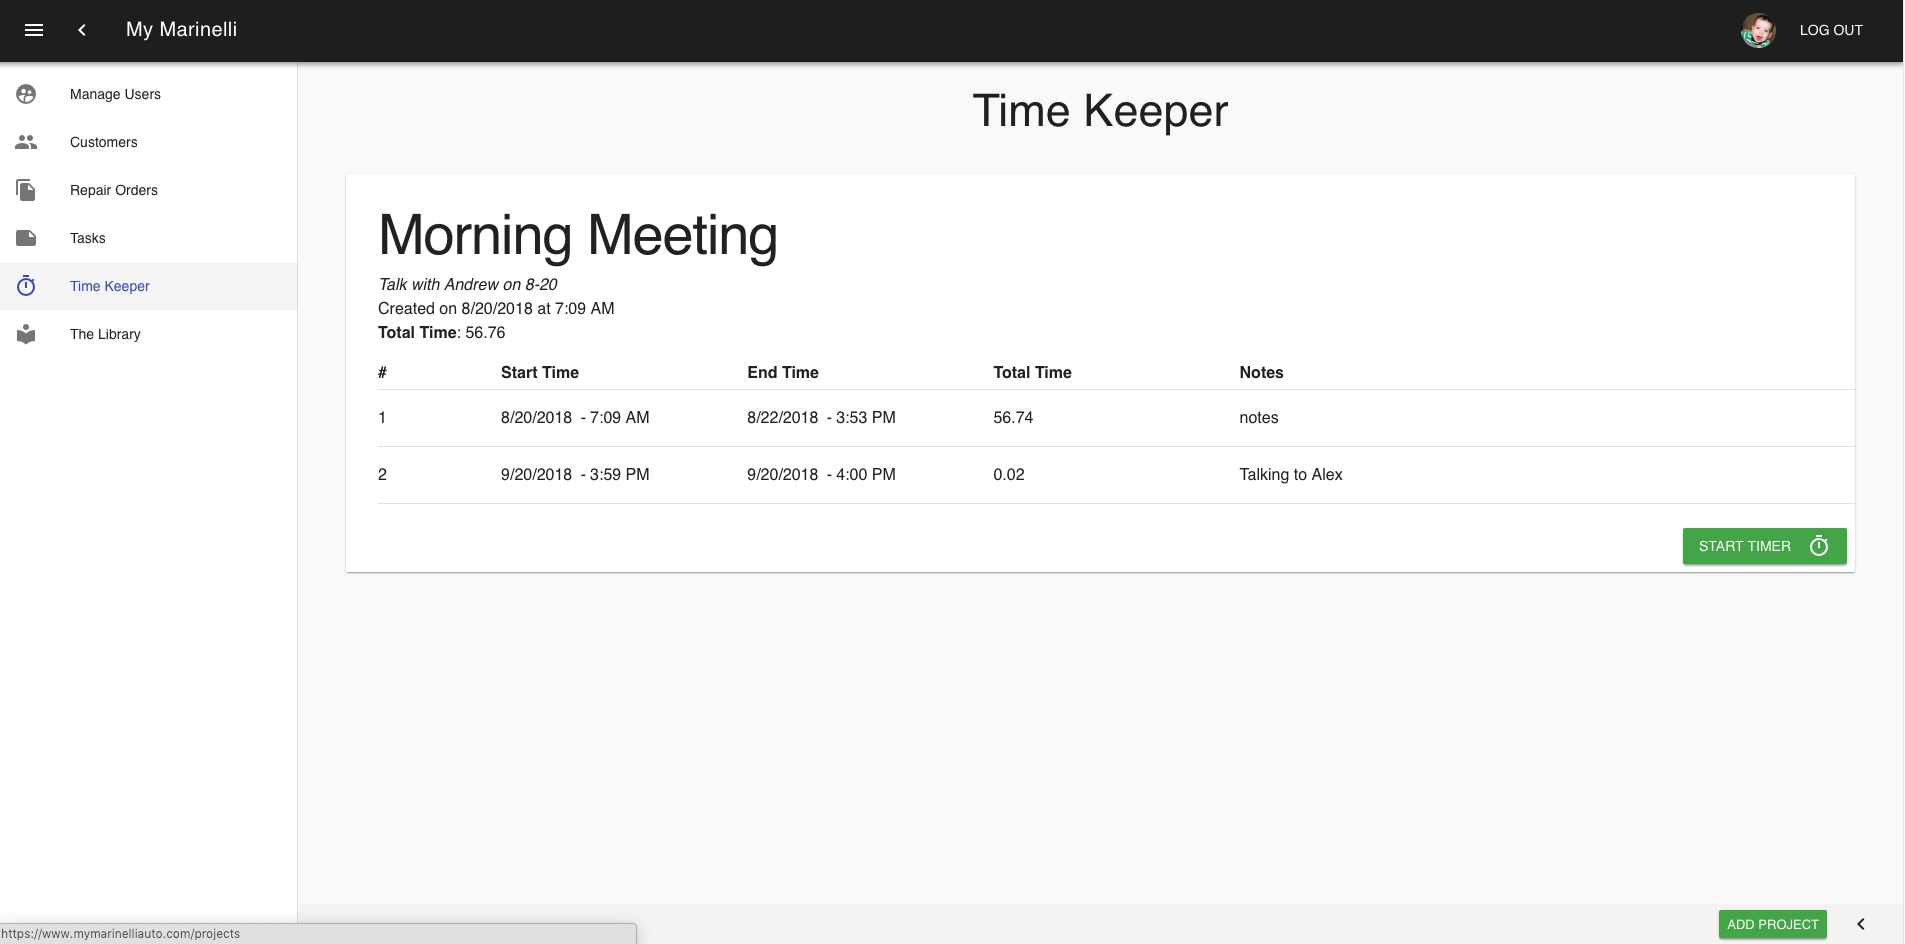 My Marinelli
LOG OUT
Manage Users
Customers
Repair Orders
Tasks
Time Keeper
The Library
Time Keeper
Morning Meeting
Talk with Andrew on 8-20
Created on 8/20/2018 at 7:09 AM
Total Time: 56.76
# Start Time End Time Total Time Notes
1 8/20/2018 - 7:09 AM 8/22/2018 - 3:53 PM 56.74 notes
2 9/20/2018 - 3:59 PM 9/20/2018 - 4:00 PM 0.02 Talking to Alex
START TIMER
ADD PROJECT
https://www.mymarinelliauto.com/projects